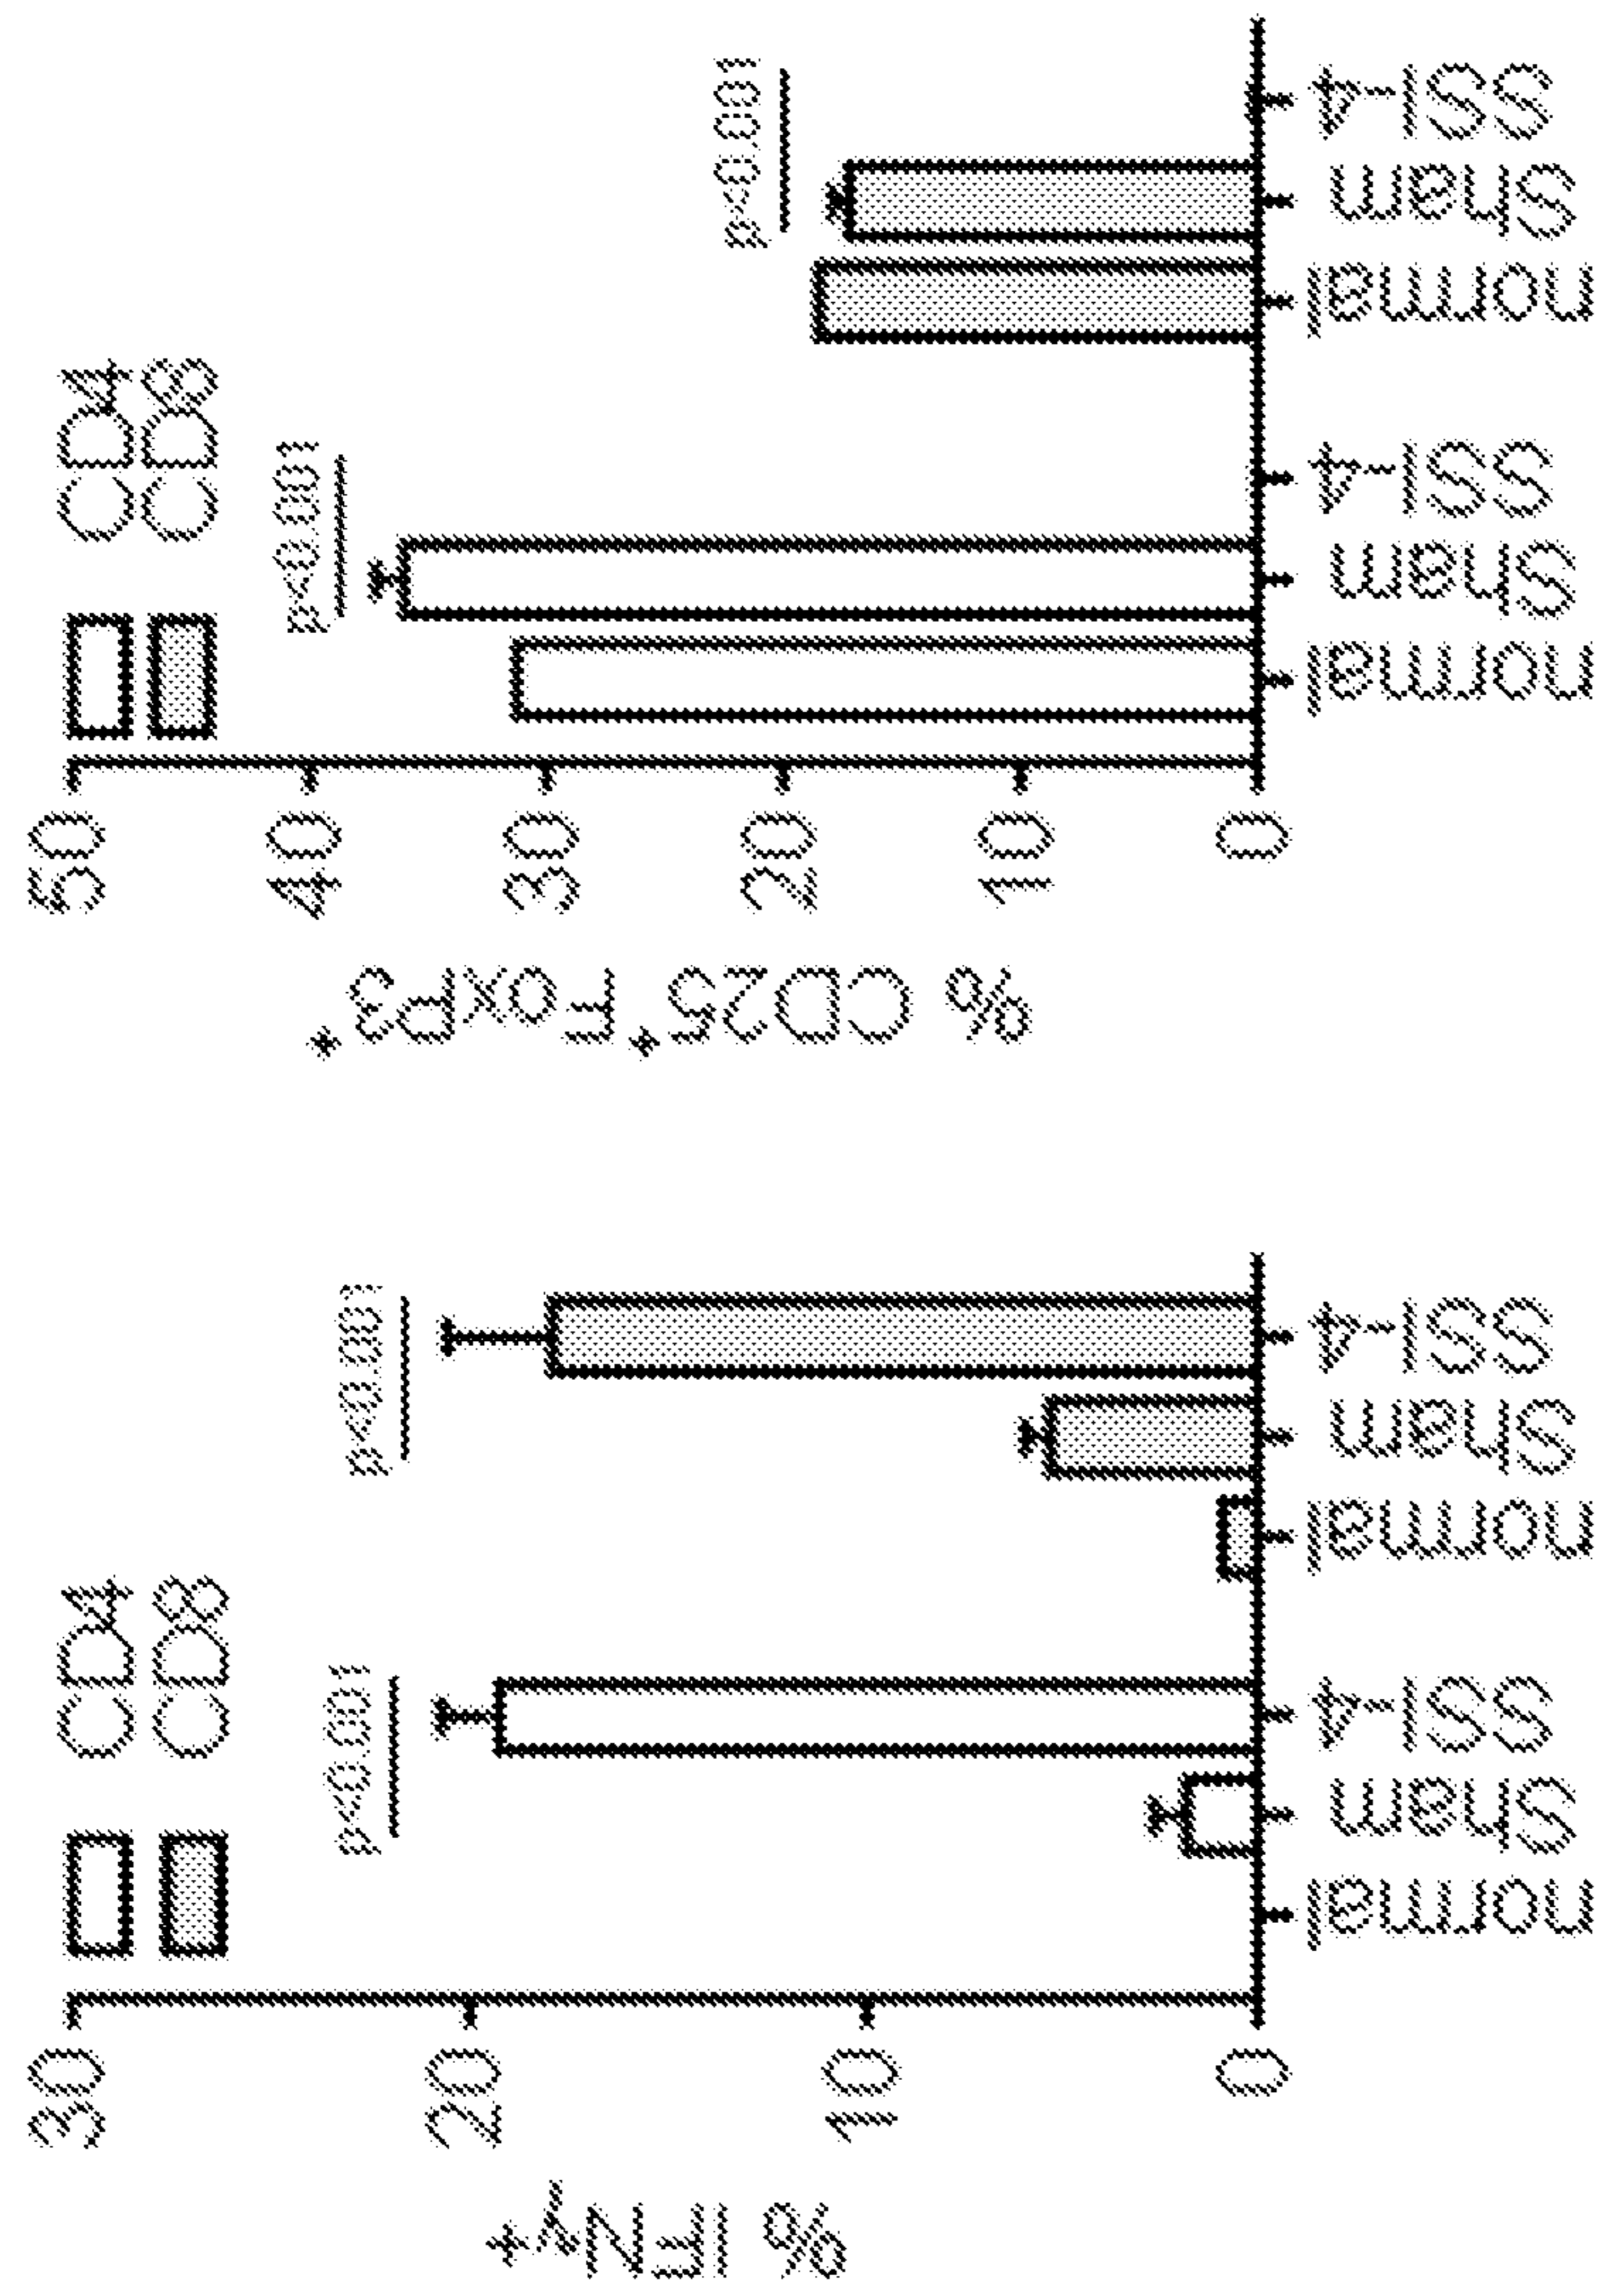 % IFNγ+
30
20
10
0
CD4
CD8
p<0.001
p<0.001
normal
Sham
SSI-4
normal
Sham
SSI-4
% CD25+FoxP3+
50
40
30
20
10
0
CD4
CD8
p<0.001
p<0.001
normal
Sham
SSI-4
normal
Sham
SSI-4